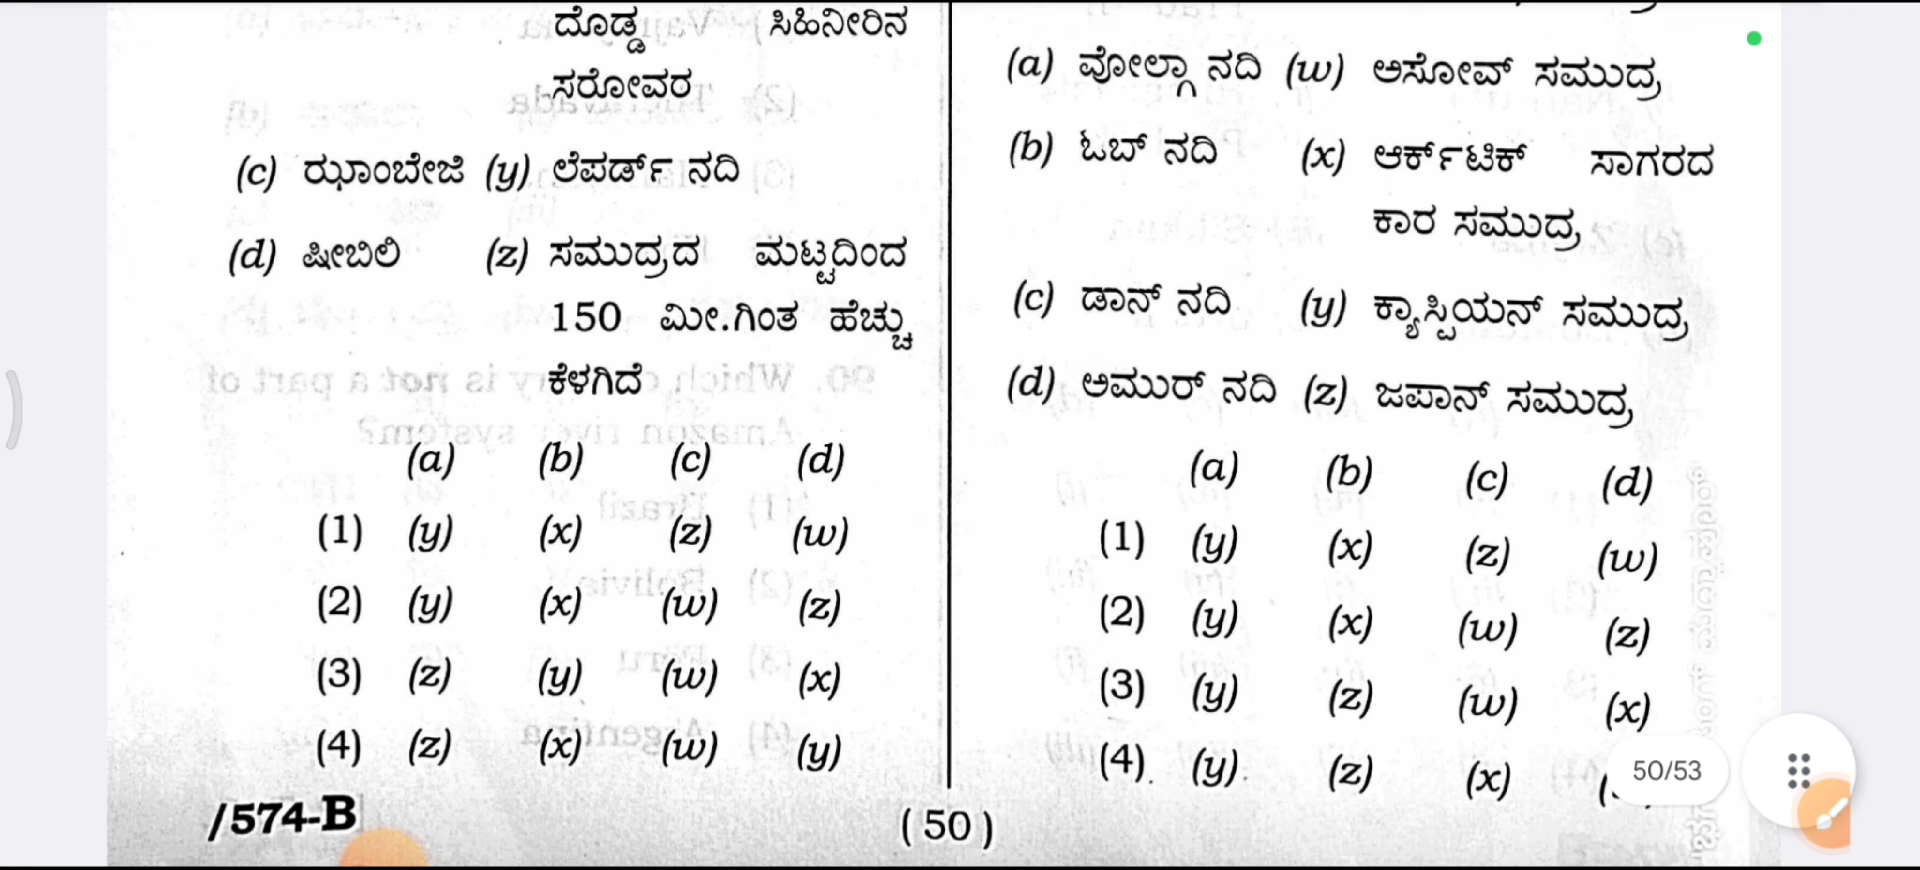 ದೊಡ್ಡ ಸಿಹಿನೀರಿನ
ಸರೋವರ
(c) ಝಾಂಬೇಜಿ (y) ಲೆಪರ್ಡ್ ನದಿ
(d) ಷೀಬಿಲಿ (z) ಸಮುದ್ರದ ಮಟ್ಟದಿಂದ
150 ಮೀ.ಗಿಂತ ಹೆಚ್ಚು
ಕೆಳಗಿದೆ
(a) (b) (c) (d)
(1) (y) (x) (z) (w)
(2) (y) (x) (w) (z)
(3) (z) (y) (w) (x)
(4) (z) (x) (w) (y)
/574-B
(a) ವೋಲ್ಗಾ ನದಿ (w) ಅಸೋವ್ ಸಮುದ್ರ
(b) ಓಬ್ ನದಿ (x) ಆರ್ಕ್‌ಟಿಕ್ ಸಾಗರದ
ಕಾರ ಸಮುದ್ರ
(c) ಡಾನ್ ನದಿ (y) ಕ್ಯಾಸ್ಪಿಯನ್ ಸಮುದ್ರ
(d) ಅಮುರ್ ನದಿ (z) ಜಪಾನ್ ಸಮುದ್ರ
(a) (b) (c) (d)
(1) (y) (x) (z) (w)
(2) (y) (x) (w) (z)
(3) (y) (z) (w) (x)
(4) (y) (z) (x)
( 50 )
50/53